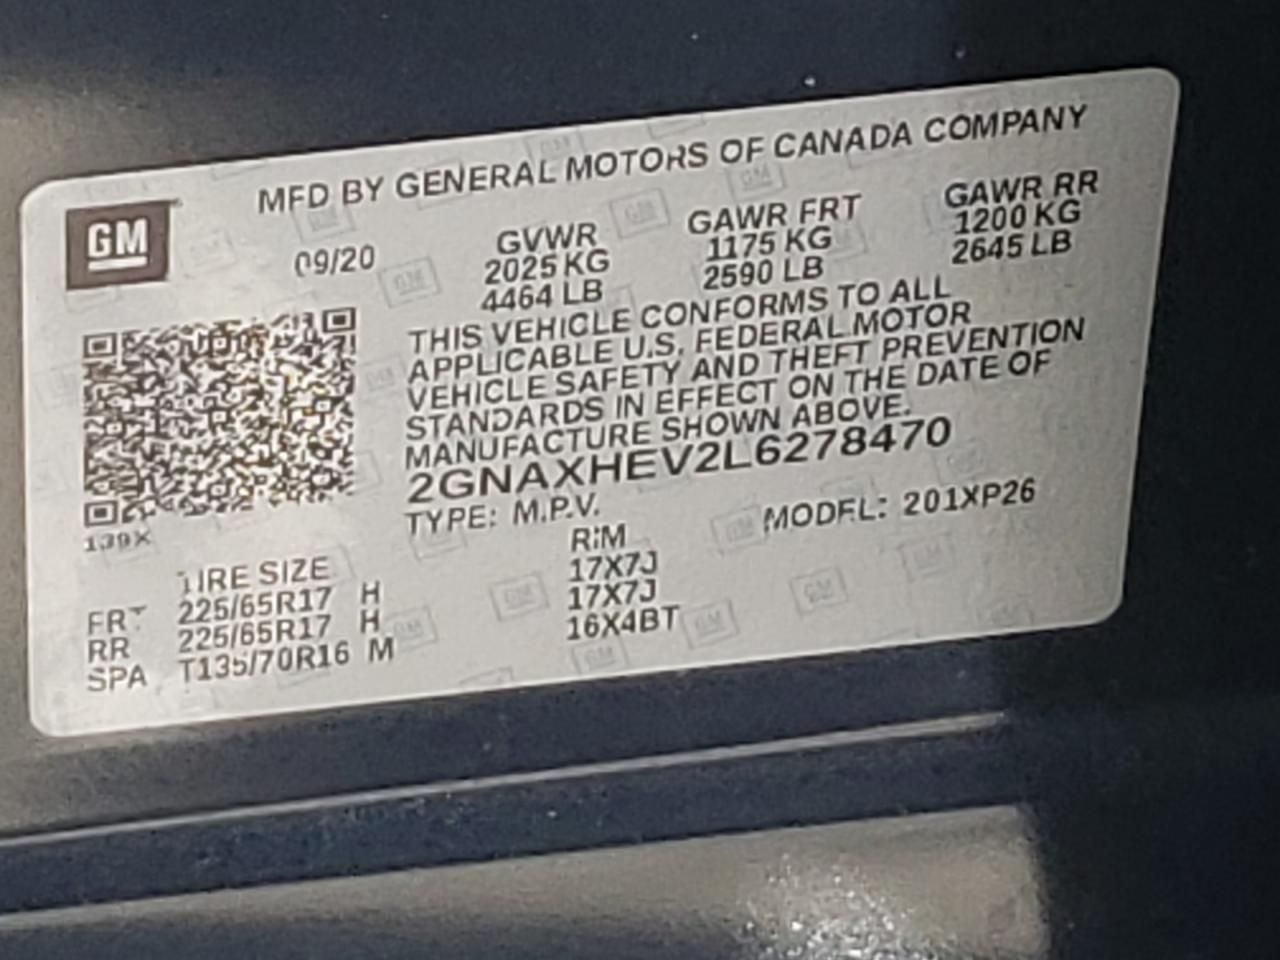 MFD BY GENERAL MOTORS OF CANADA COMPANY
GM
09/20 GVWR GAWR FRT GAWR RR
2025 KG 1175 KG 1200 KG
4464 LB 2590 LB 2645 LB
THIS VEHICLE CONFORMS TO ALL
APPLICABLE U.S. FEDERAL MOTOR
VEHICLE SAFETY AND THEFT PREVENTION
STANDARDS IN EFFECT ON THE DATE OF
MANUFACTURE SHOWN ABOVE.
2GNAXHEV2L6278470
TYPE: M.P.V. MODEL: 201XP26
139X
TIRE SIZE RIM
FRT 225/65R17 H 17X7J
RR 225/65R17 H 17X7J
SPA T135/70R16 M 16X4BT